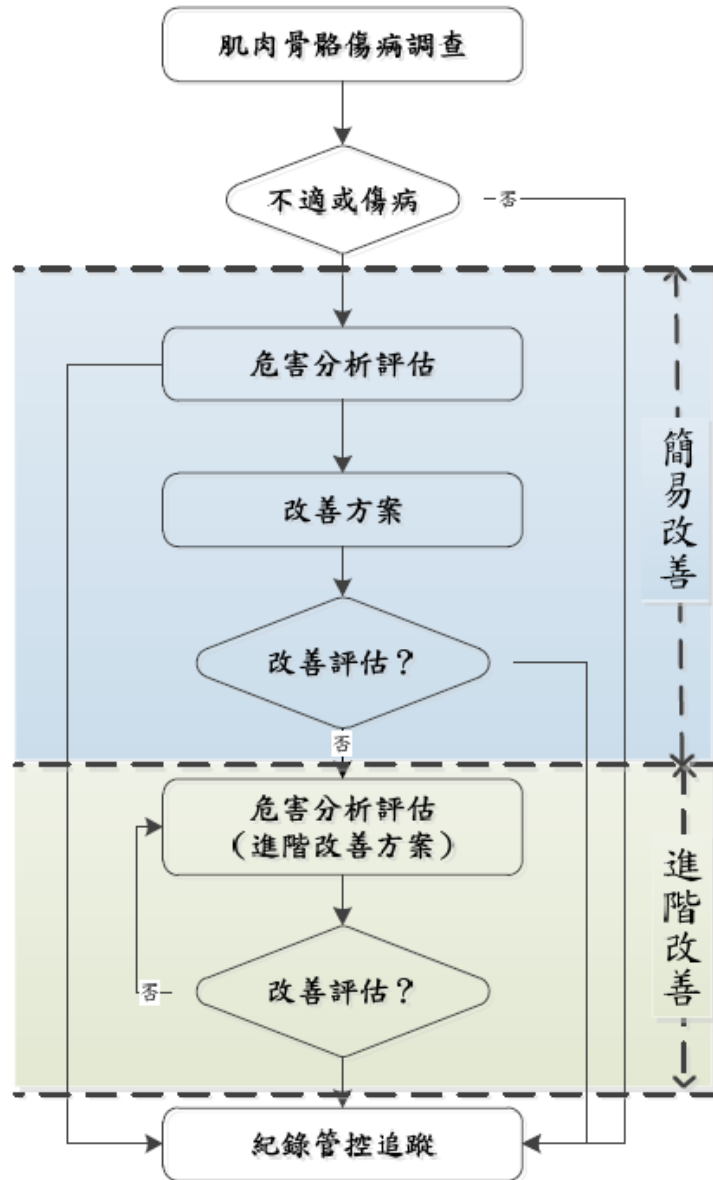 肌肉骨骼傷病調查
不適或傷病
否
危害分析評估
簡易改善
改善方案
改善評估？
否
危害分析評估
（進階改善方案）
進階改善
改善評估？
否
紀錄管控追蹤